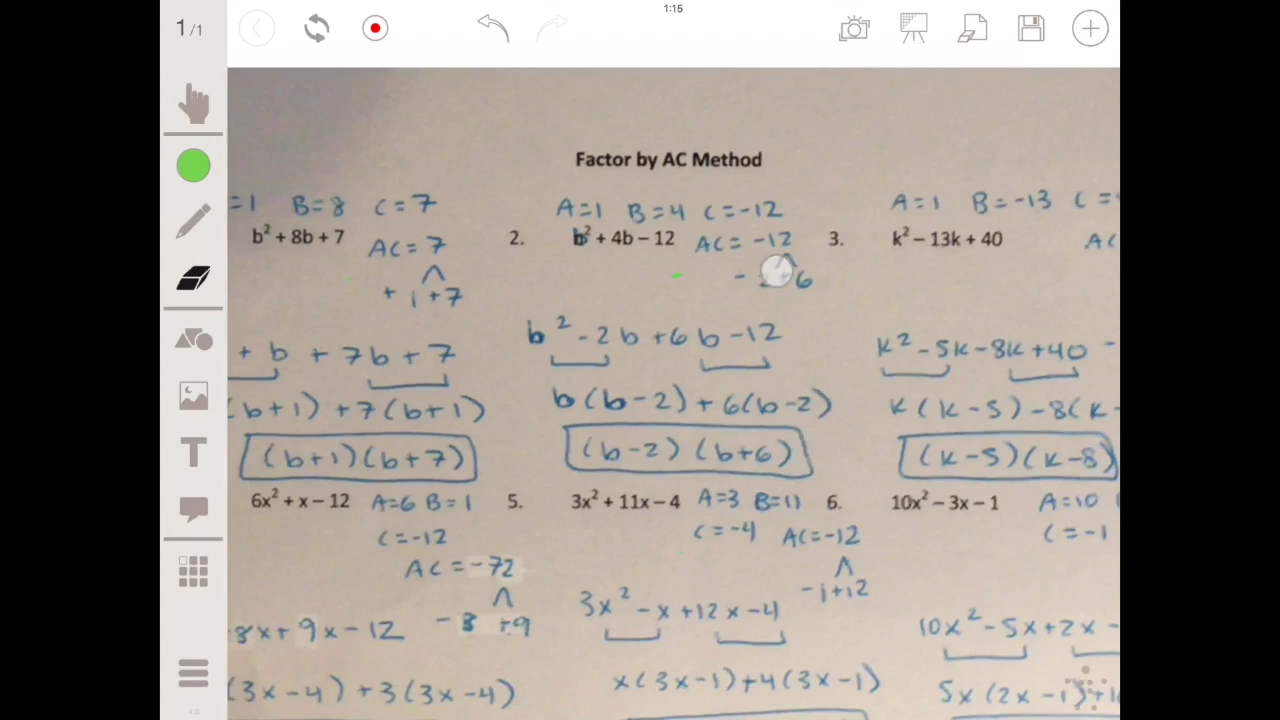 1:15
1/1
T
4.0
Factor by AC Method
=1 B=8 C=7
b² + 8b + 7
AC = 7
+ 1 +7
+ b + 7b + 7
(b+1) +7(b+1)
(b+1)(b+7)
2.
A=1 B=4 C=-12
b² + 4b – 12
AC = -12
- +6
b² - 2b +6b -12
b(b-2) + 6(b-2)
(b-2) (b+6)
3.
A=1 B=-13 C=
k² – 13k + 40
AC
k² - 5k - 8k + 40
k(k-5) -8(k-
(k-5)(k-8)
6x² + x – 12
A=6 B=1
C=-12
AC = -72
- 8 +9
8x + 9x - 12
(3x-4) + 3(3x-4)
5.
3x² + 11x – 4
A=3 B=11
C=-4
AC=-12
-1+12
3x² - x + 12x - 4
x(3x-1)+4(3x-1)
6.
10x² – 3x – 1
A=10
C=-1
10x² - 5x + 2x -
5x(2x-1)+